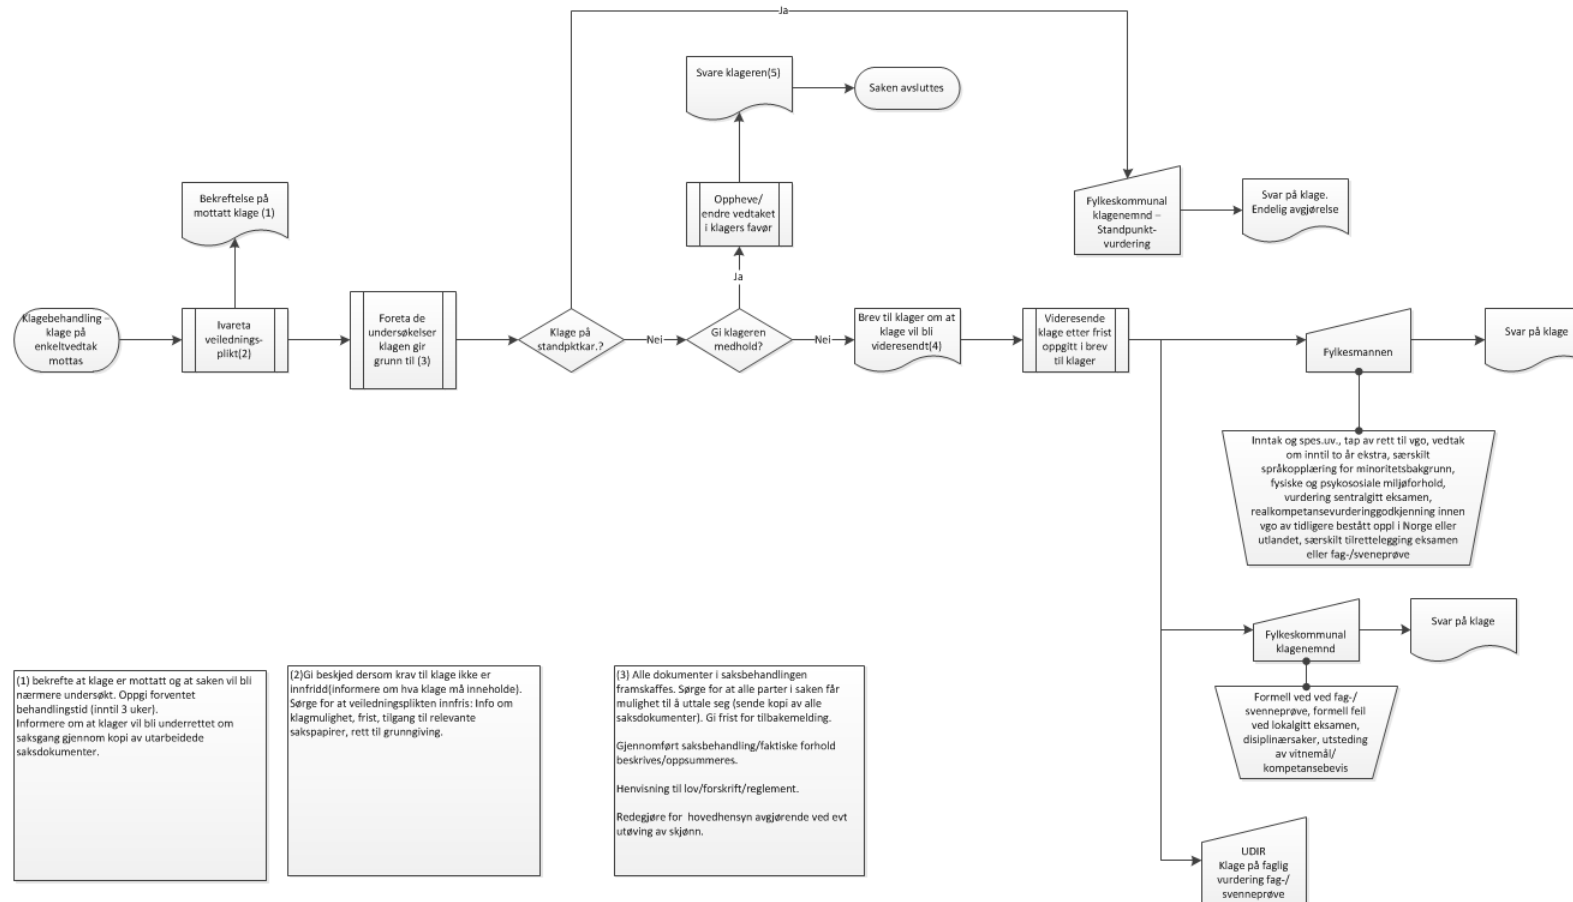 Ja
Svare klageren(5)
Saken avsluttes
Bekreftelse på
mottatt klage (1)
Oppheve/
endre vedtaket
i klagers favør
Fylkeskommunal
klagenemnd –
Standpunkt-
vurdering
Svar på klage.
Endelig avgjørelse
Ja
Klagebehandling –
klage på
enkeltvedtak
mottas
Ivareta
veilednings-
plikt(2)
Foreta de
undersøkelser
klagen gir
grunn til (3)
Klage på
standpktkar.?
Nei
Gi klageren
medhold?
Nei
Brev til klager om at
klage vil bli
videresendt(4)
Videresende
klage etter frist
oppgitt i brev
til klager
Fylkesmannen
Svar på klage
Inntak og spes.uv., tap av rett til vgo, vedtak
om inntil to år ekstra, særskilt
språkopplæring for minoritetsbakgrunn,
fysiske og psykososiale miljøforhold,
vurdering sentralgitt eksamen,
realkompetansevurderinggodkjenning innen
vgo av tidligere bestått oppl i Norge eller
utlandet, særskilt tilrettelegging eksamen
eller fag-/sveneprøve
Fylkeskommunal
klagenemnd
Svar på klage
Formell ved ved fag-/
svenneprøve, formell feil
ved lokalgitt eksamen,
disiplinærsaker, utsteding
av vitnemål/
kompetansebevis
UDIR
Klage på faglig
vurdering fag-/
svenneprøve
(1) bekrefte at klage er mottatt og at saken vil bli
nærmere undersøkt. Oppgi forventet
behandlingstid (inntil 3 uker).
Informere om at klager vil bli underrettet om
saksgang gjennom kopi av utarbeidede
saksdokumenter.
(2)Gi beskjed dersom krav til klage ikke er
innfridd(informere om hva klage må inneholde).
Sørge for at veiledningsplikten innfris: Info om
klagmulighet, frist, tilgang til relevante
sakspapirer, rett til grunngiving.
(3) Alle dokumenter i saksbehandlingen
framskaffes. Sørge for at alle parter i saken får
mulighet til å uttale seg (sende kopi av alle
saksdokumenter). Gi frist for tilbakemelding.
Gjennomført saksbehandling/faktiske forhold
beskrives/oppsummeres.
Henvisning til lov/forskrift/reglement.
Redegjøre for  hovedhensyn avgjørende ved evt
utøving av skjønn.